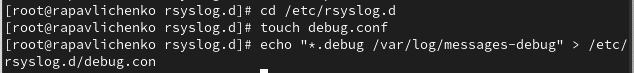 [root@rapavlichenko rsyslog.d]# cd /etc/rsyslog.d
[root@rapavlichenko rsyslog.d]# touch debug.conf
[root@rapavlichenko rsyslog.d]# echo "*.debug /var/log/messages-debug" > /etc/
rsyslog.d/debug.con